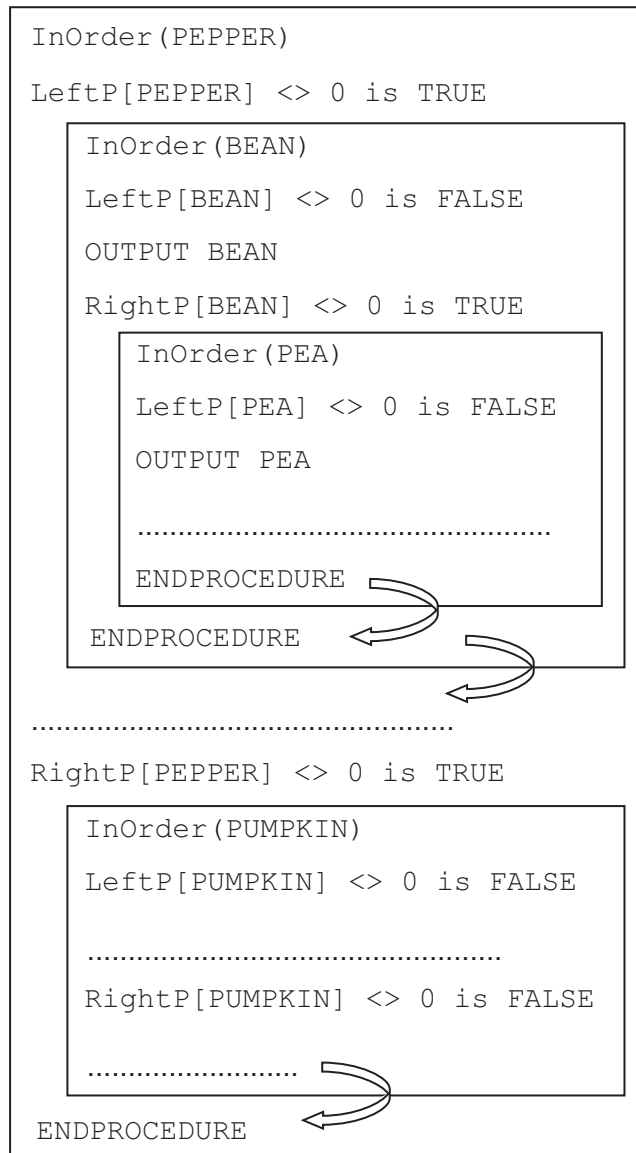 InOrder(PEPPER)
LeftP[PEPPER] <> 0 is TRUE
InOrder(BEAN)
LeftP[BEAN] <> 0 is FALSE
OUTPUT BEAN
RightP[BEAN] <> 0 is TRUE
InOrder(PEA)
LeftP[PEA] <> 0 is FALSE
OUTPUT PEA
...................................................
ENDPROCEDURE
ENDPROCEDURE
....................................................
RightP[PEPPER] <> 0 is TRUE
InOrder(PUMPKIN)
LeftP[PUMPKIN] <> 0 is FALSE
...................................................
RightP[PUMPKIN] <> 0 is FALSE
..........................
ENDPROCEDURE